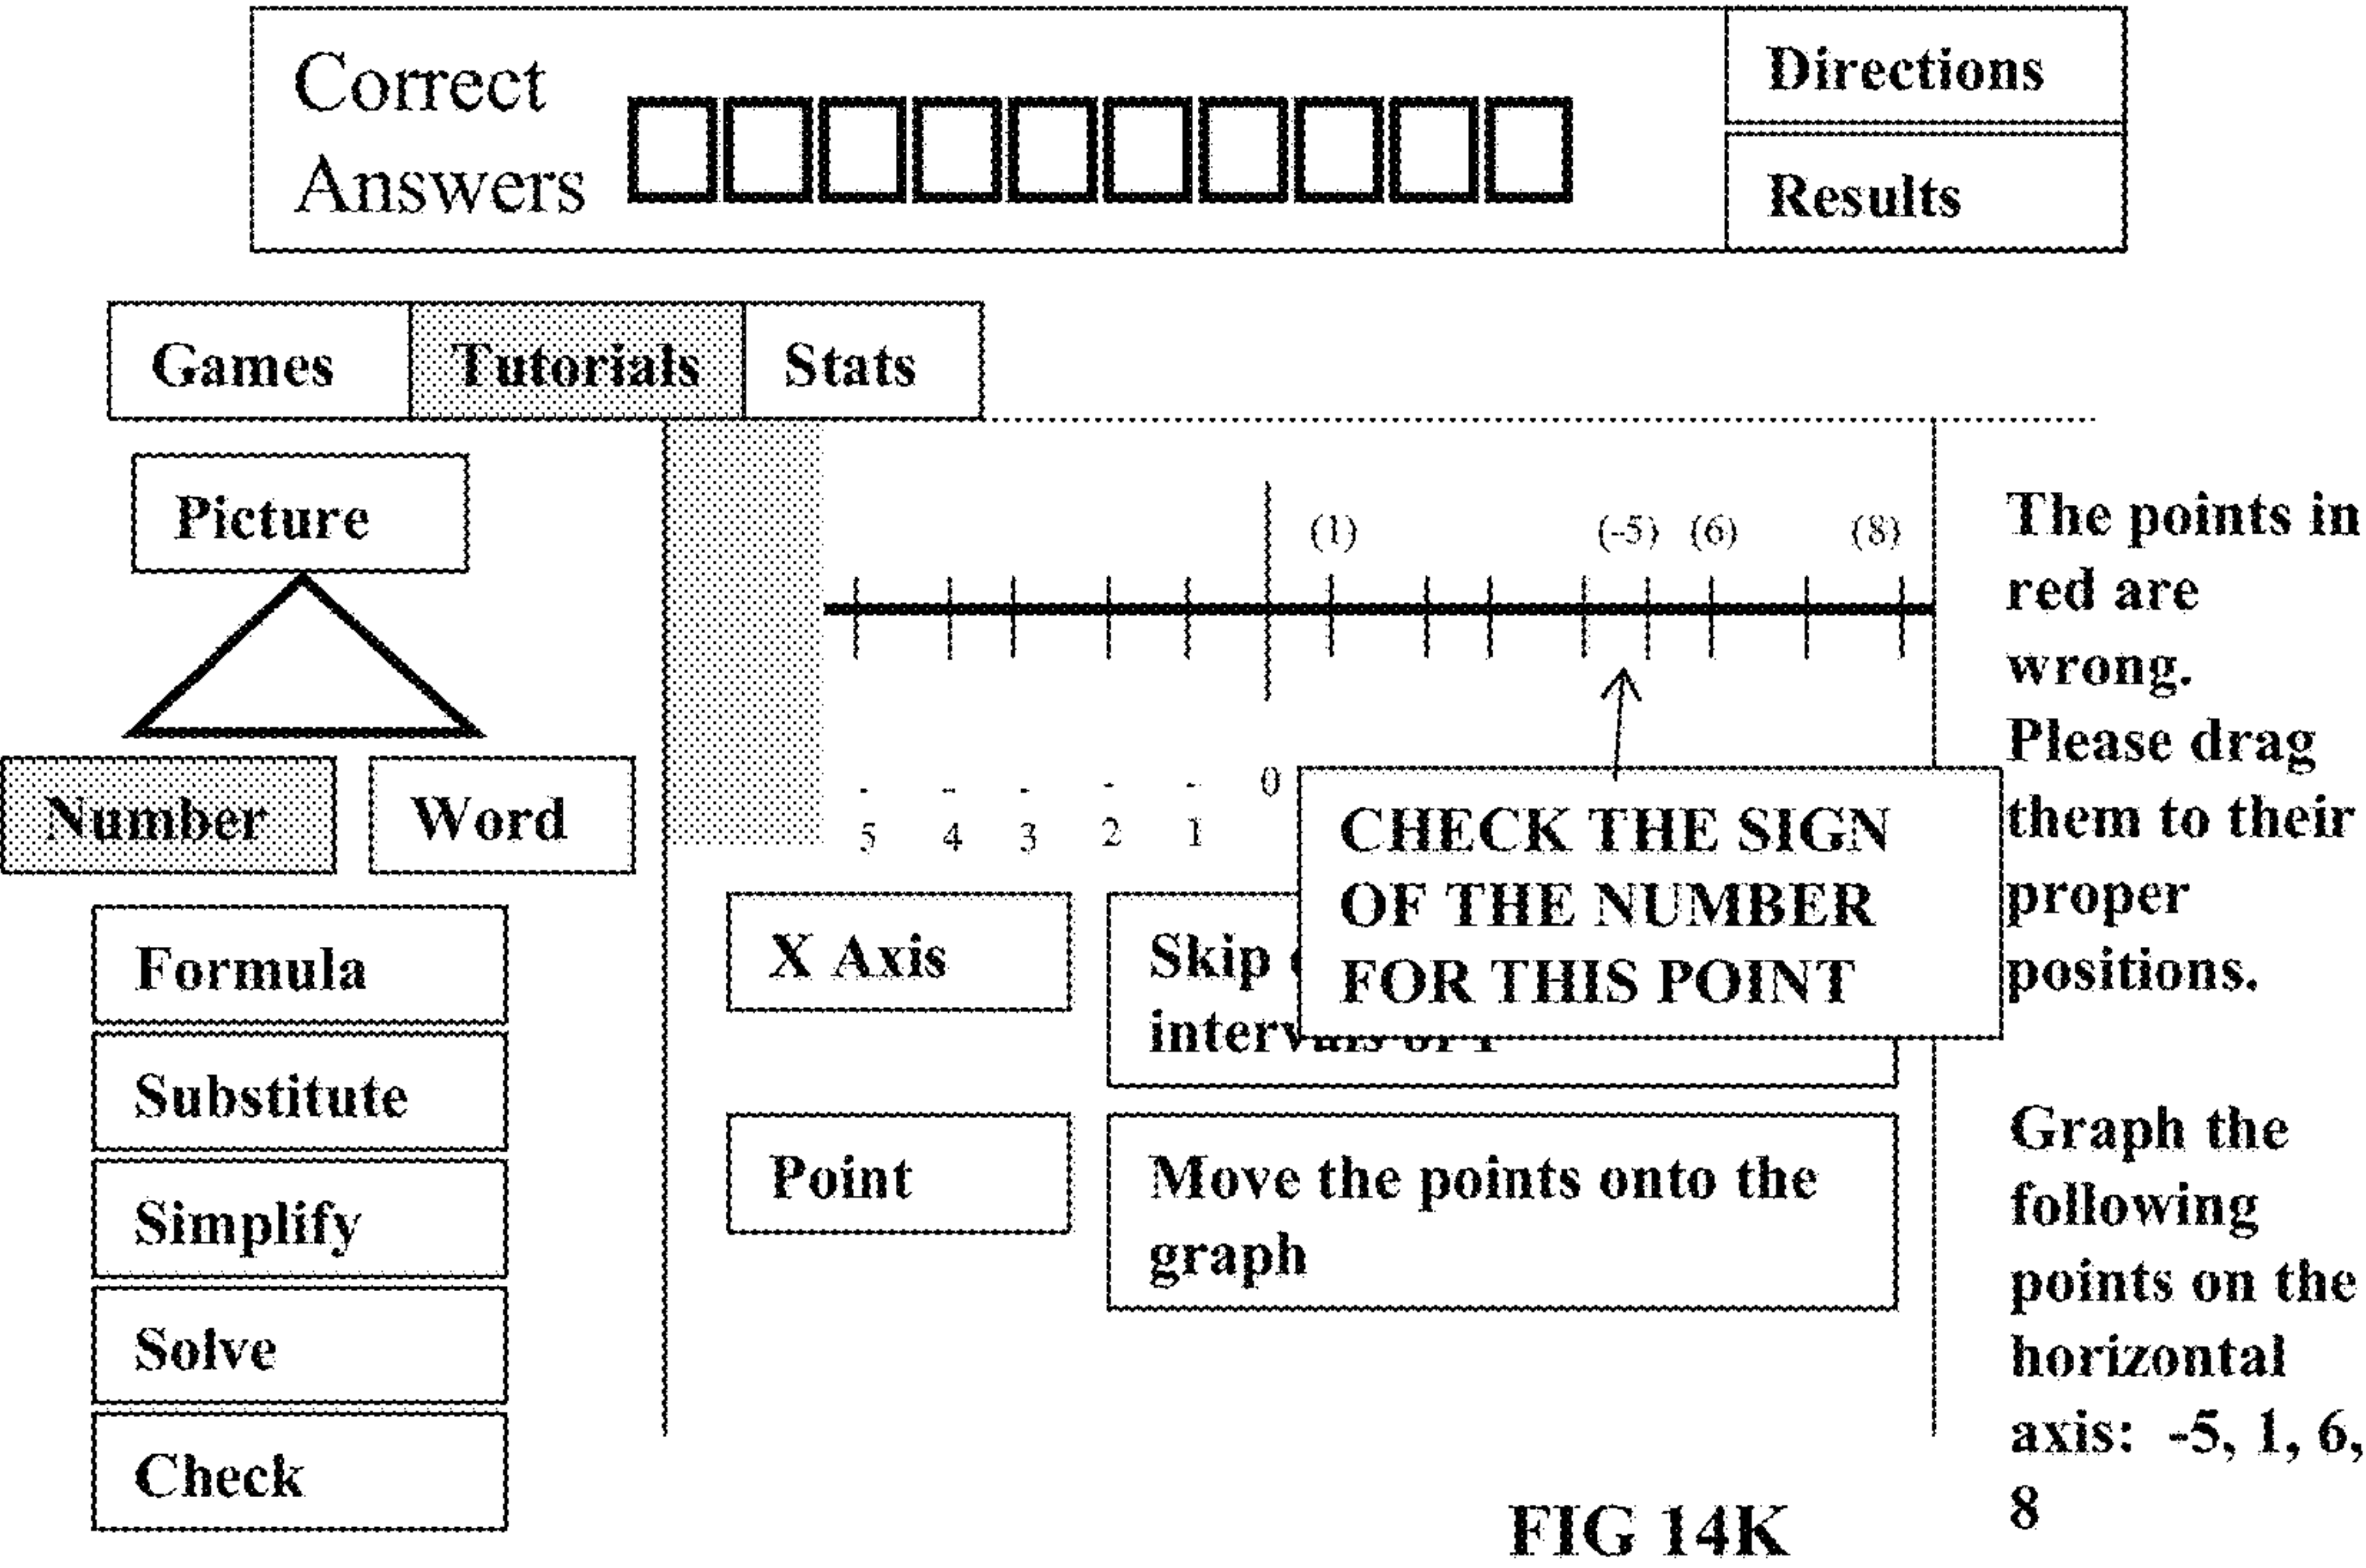 Correct
Answers
Directions
Results
Games Tutorials Stats
Picture
Number Word
Formula
Substitute
Simplify
Solve
Check
(1) (-5) (6) (8)
- - - - - 0
5 4 3 2 1
CHECK THE SIGN
OF THE NUMBER
FOR THIS POINT
X Axis
Skip
intervals of 1
Point
Move the points onto the
graph
The points in
red are
wrong.
Please drag
them to their
proper
positions.
Graph the
following
points on the
horizontal
axis: -5, 1, 6,
8
FIG 14K